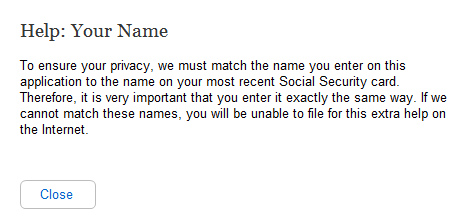 Help: Your Name
To ensure your privacy, we must match the name you enter on this
application to the name on your most recent Social Security card.
Therefore, it is very important that you enter it exactly the same way. If we
cannot match these names, you will be unable to file for this extra help on
the Internet.
Close